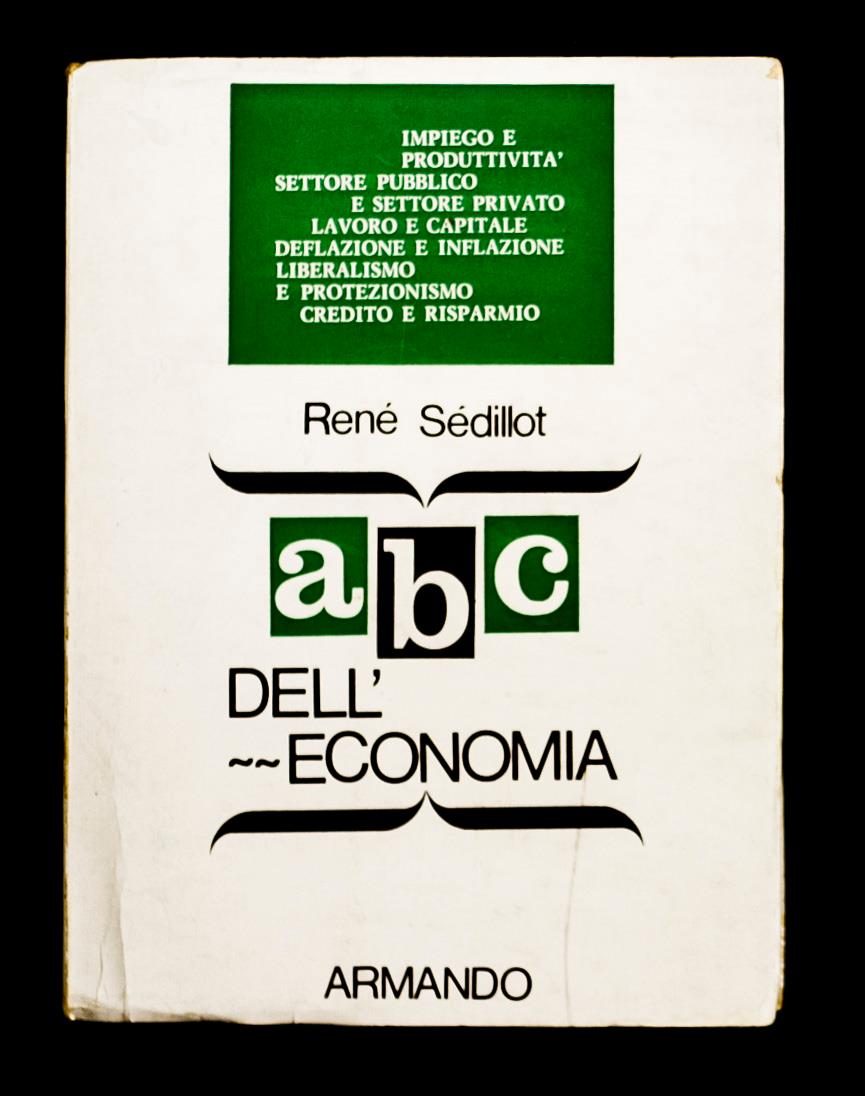 IMPIEGO E
PRODUTTIVITA'
SETTORE PUBBLICO
E SETTORE PRIVATO
LAVORO E CAPITALE
DEFLAZIONE E INFLAZIONE
LIBERALISMO
E PROTEZIONISMO
CREDITO E RISPARMIO
René Sédillot
abc
DELL'
~~ECONOMIA
ARMANDO